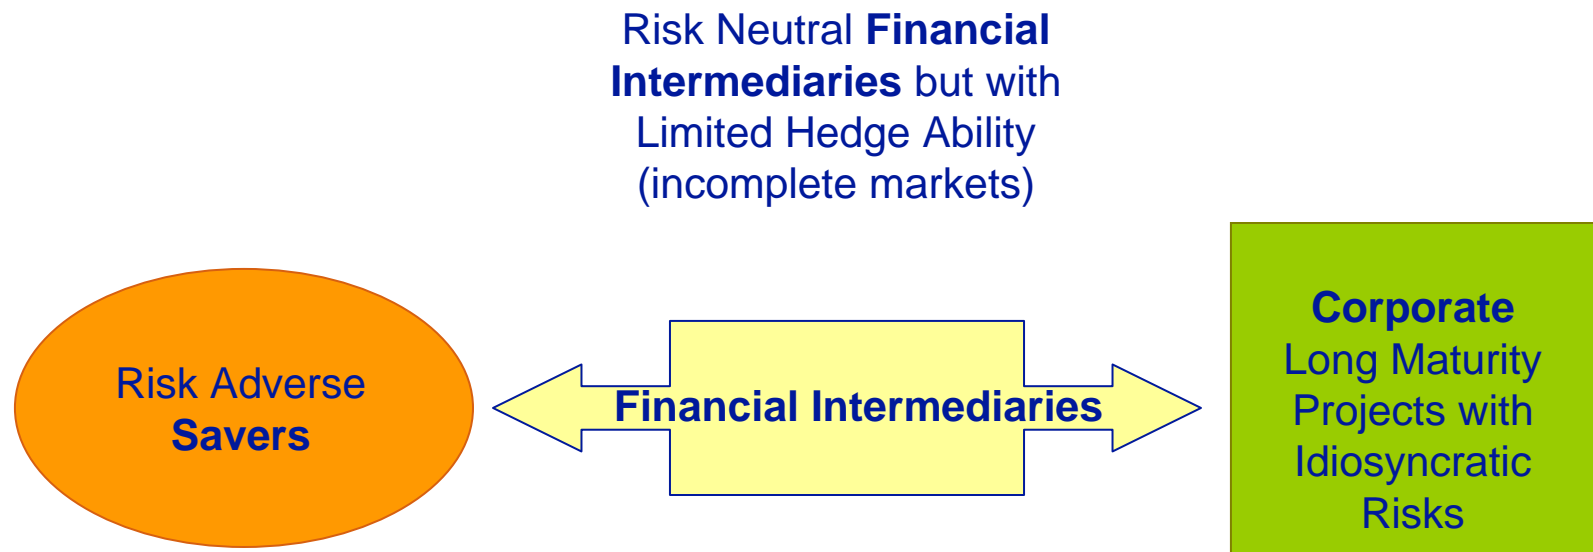 Risk Neutral Financial
Intermediaries but with
Limited Hedge Ability
(incomplete markets)
Risk Adverse
Savers
Financial Intermediaries
Corporate
Long Maturity
Projects with
Idiosyncratic
Risks